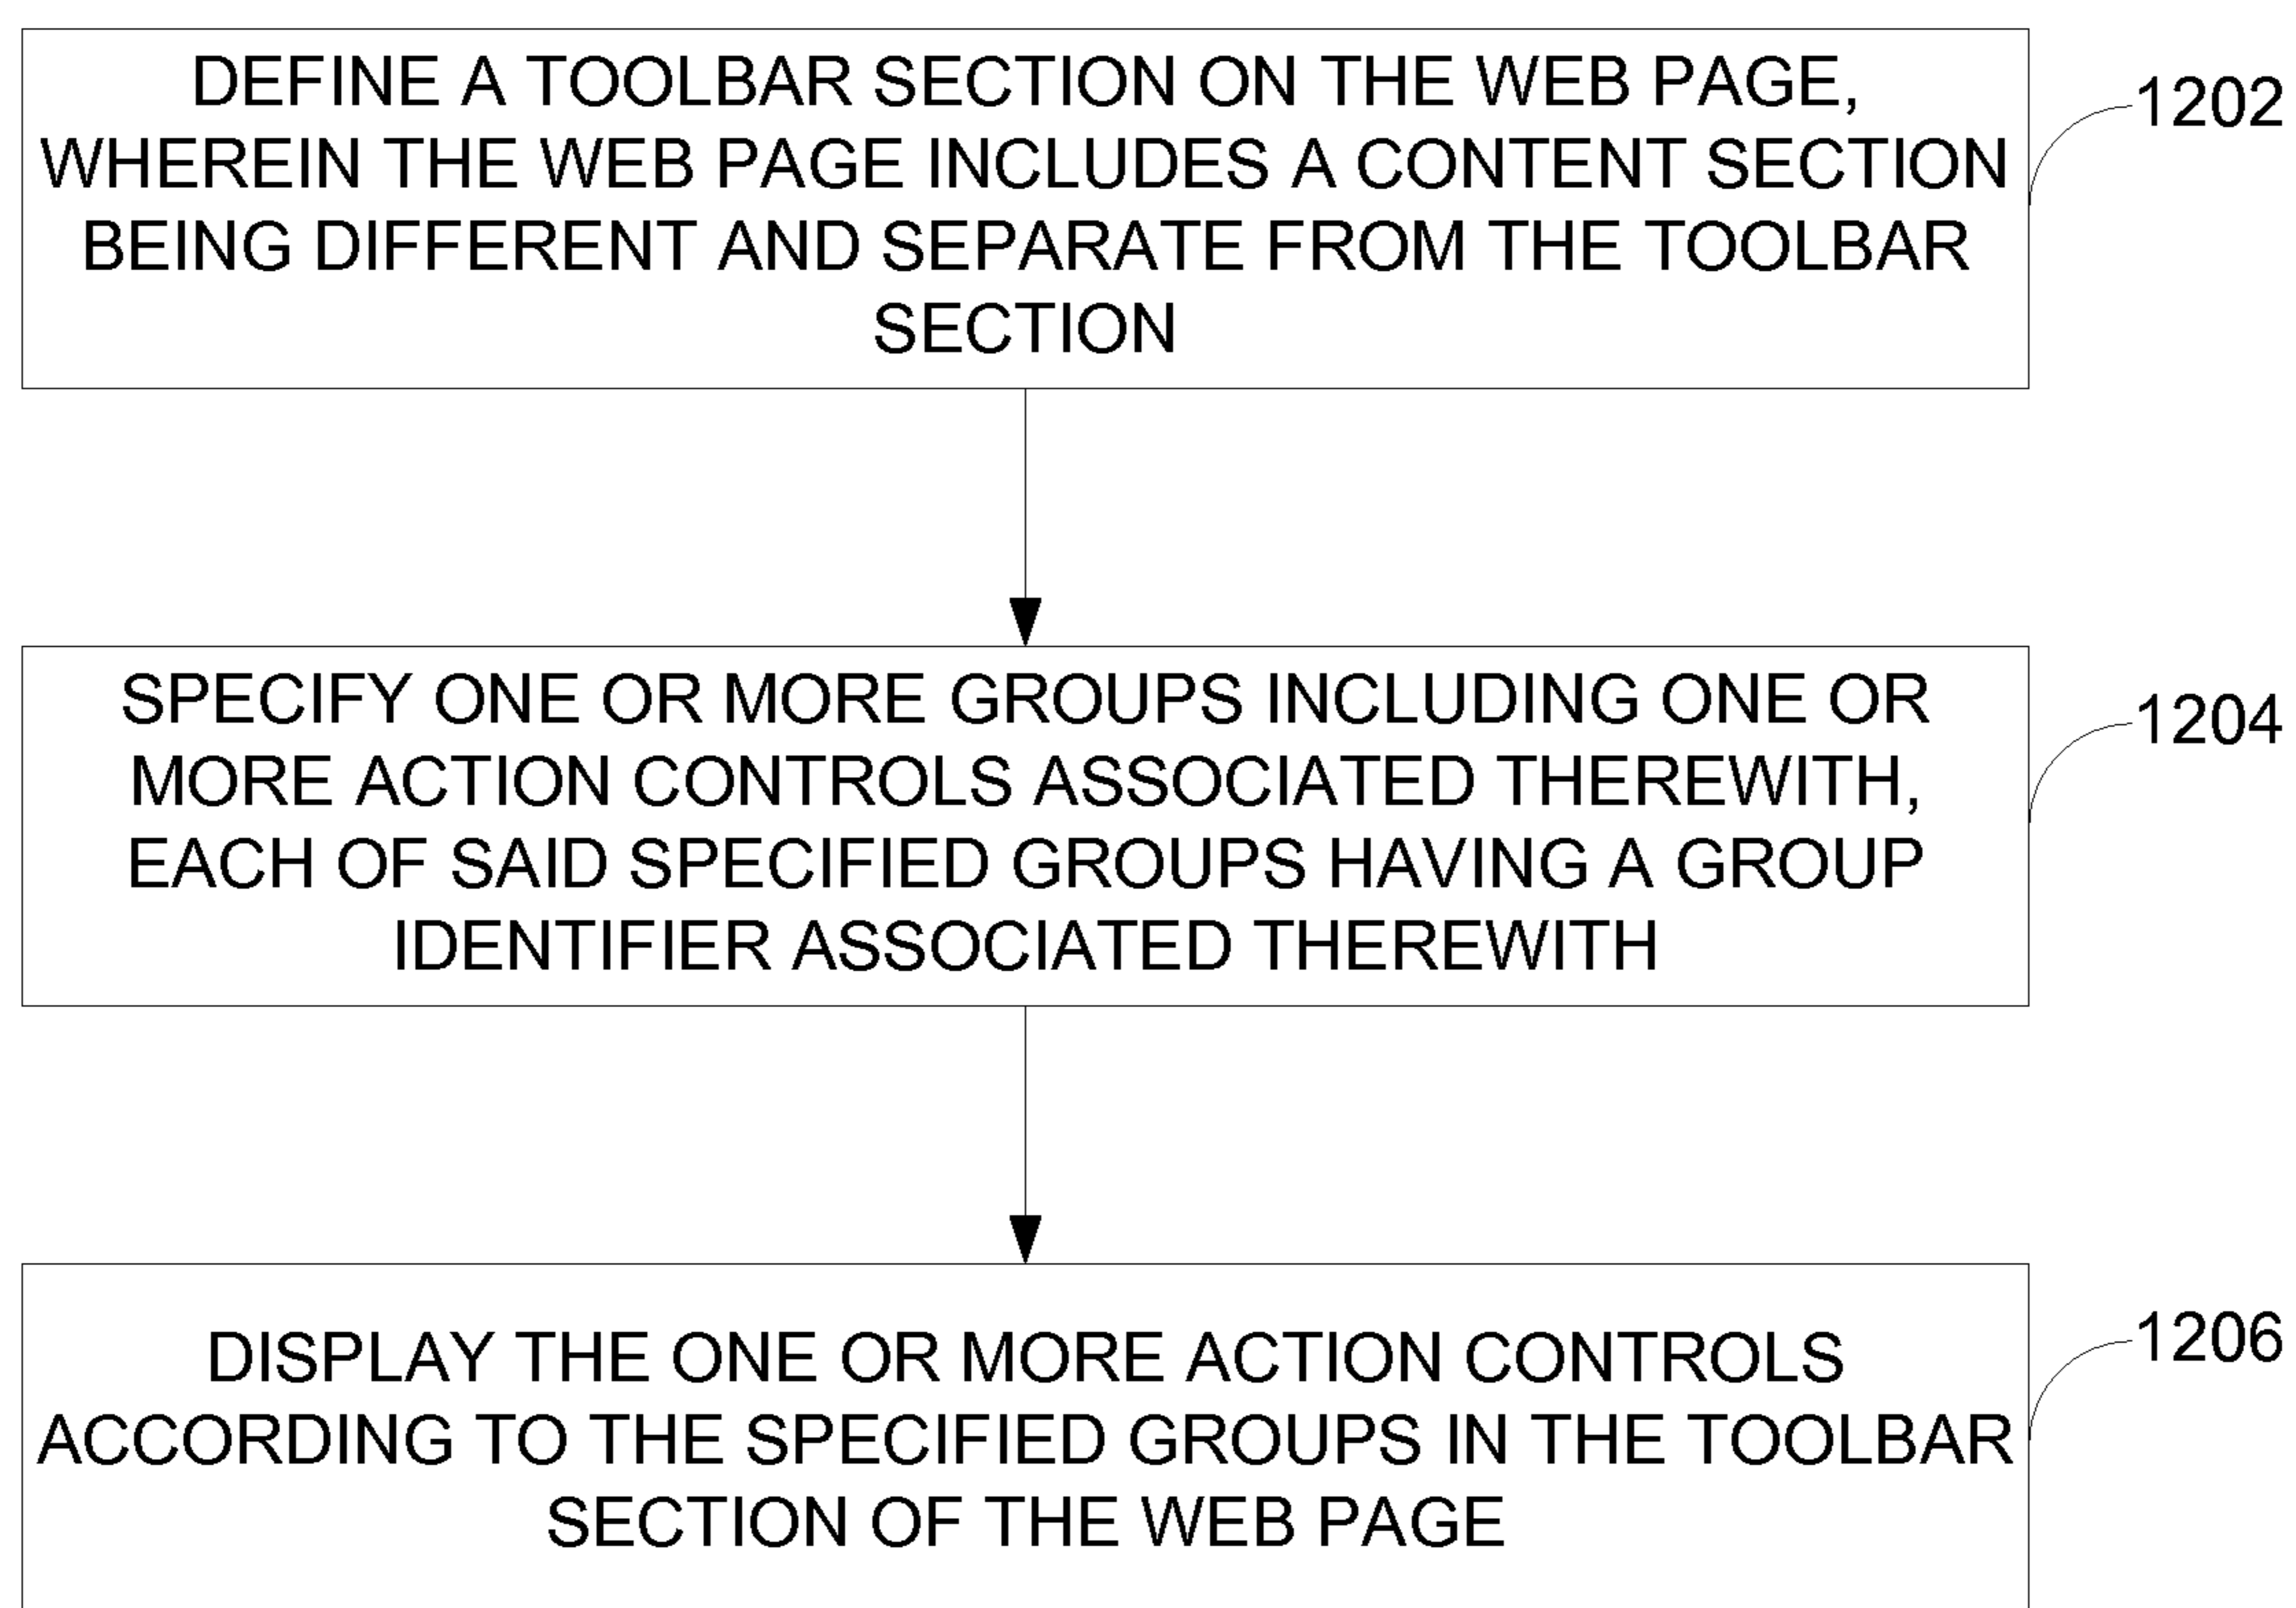 DEFINE A TOOLBAR SECTION ON THE WEB PAGE,
WHEREIN THE WEB PAGE INCLUDES A CONTENT SECTION
BEING DIFFERENT AND SEPARATE FROM THE TOOLBAR
SECTION
1202
SPECIFY ONE OR MORE GROUPS INCLUDING ONE OR
MORE ACTION CONTROLS ASSOCIATED THEREWITH,
EACH OF SAID SPECIFIED GROUPS HAVING A GROUP
IDENTIFIER ASSOCIATED THEREWITH
1204
DISPLAY THE ONE OR MORE ACTION CONTROLS
ACCORDING TO THE SPECIFIED GROUPS IN THE TOOLBAR
SECTION OF THE WEB PAGE
1206